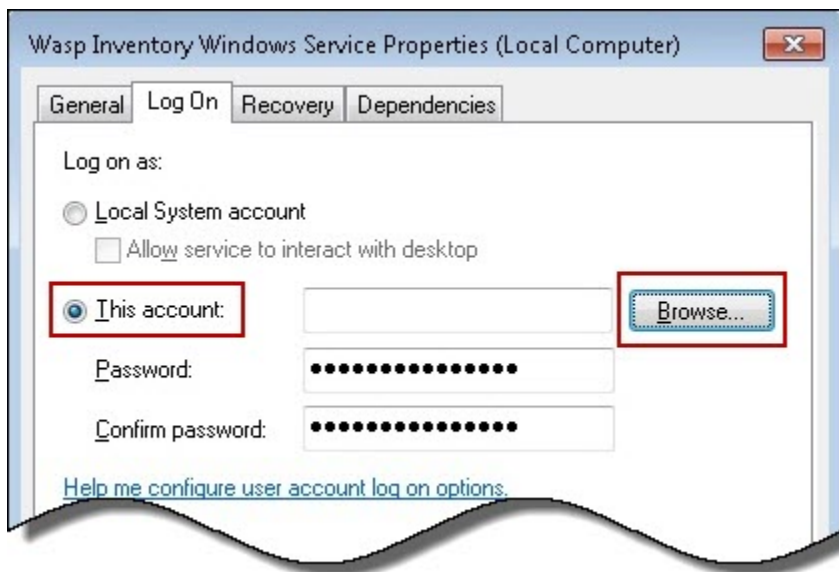 Wasp Inventory Windows Service Properties (Local Computer)
General Log On Recovery Dependencies
Log on as:
Local System account
Allow service to interact with desktop
This account: Browse...
Password: ●●●●●●●●●●●●●●●
Confirm password: ●●●●●●●●●●●●●●●
Help me configure user account log on options.